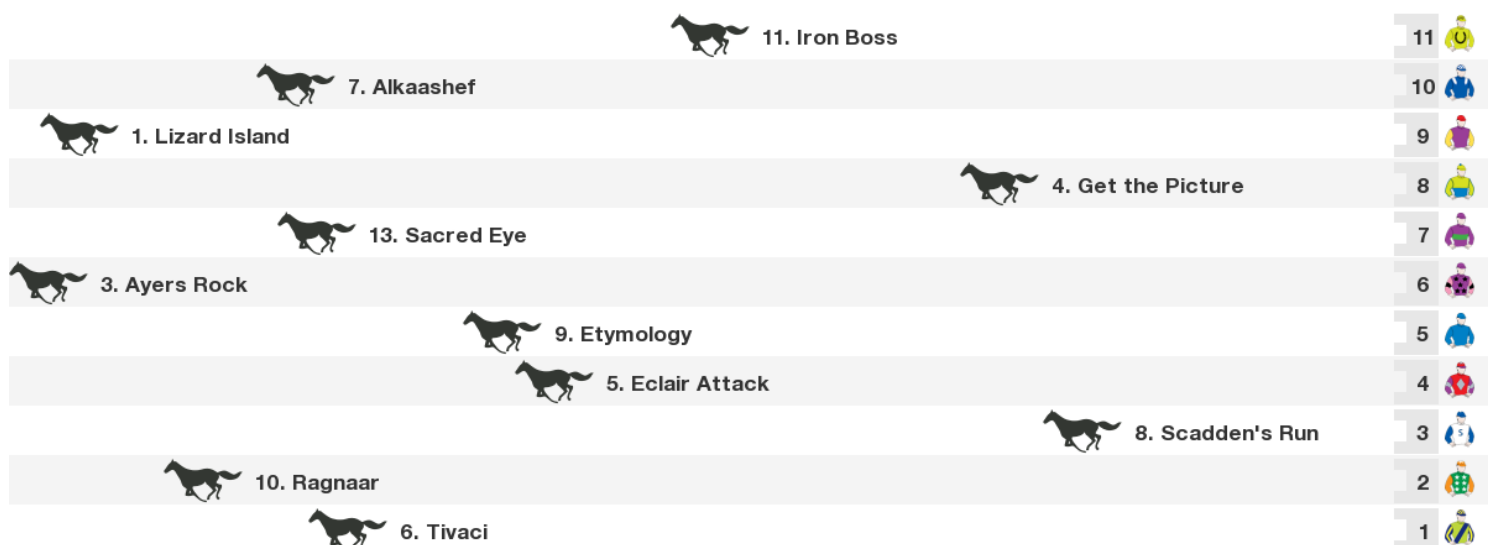 11. Iron Boss 11
7. Alkaashef 10
1. Lizard Island 9
4. Get the Picture 8
13. Sacred Eye 7
3. Ayers Rock 6
9. Etymology 5
5. Eclair Attack 4
8. Scadden's Run 3 S
10. Ragnaar 2
6. Tivaci 1